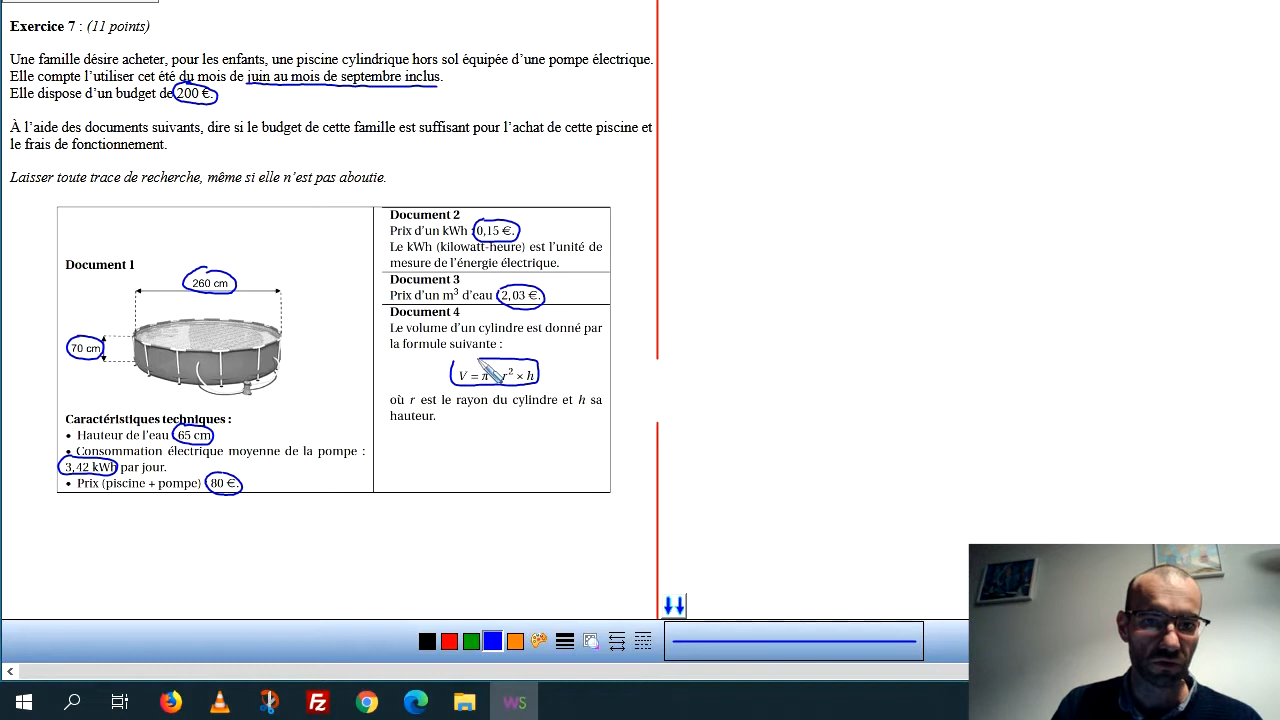 Exercice 7 : (11 points)
Une famille désire acheter, pour les enfants, une piscine cylindrique hors sol équipée d’une pompe électrique.
Elle compte l’utiliser cet été du mois de juin au mois de septembre inclus.
Elle dispose d’un budget de 200 €.
À l’aide des documents suivants, dire si le budget de cette famille est suffisant pour l’achat de cette piscine et
le frais de fonctionnement.
Laisser toute trace de recherche, même si elle n’est pas aboutie.
Document 1
260 cm
70 cm
Caractéristiques techniques :
• Hauteur de l’eau : 65 cm
• Consommation électrique moyenne de la pompe :
3,42 kWh par jour.
• Prix (piscine + pompe) : 80 €.
Document 2
Prix d’un kWh : 0,15 €.
Le kWh (kilowatt-heure) est l’unité de
mesure de l’énergie électrique.
Document 3
Prix d’un m³ d’eau : 2,03 €.
Document 4
Le volume d’un cylindre est donné par
la formule suivante :
V = π r² × h
où r est le rayon du cylindre et h sa
hauteur.
Fz
WS